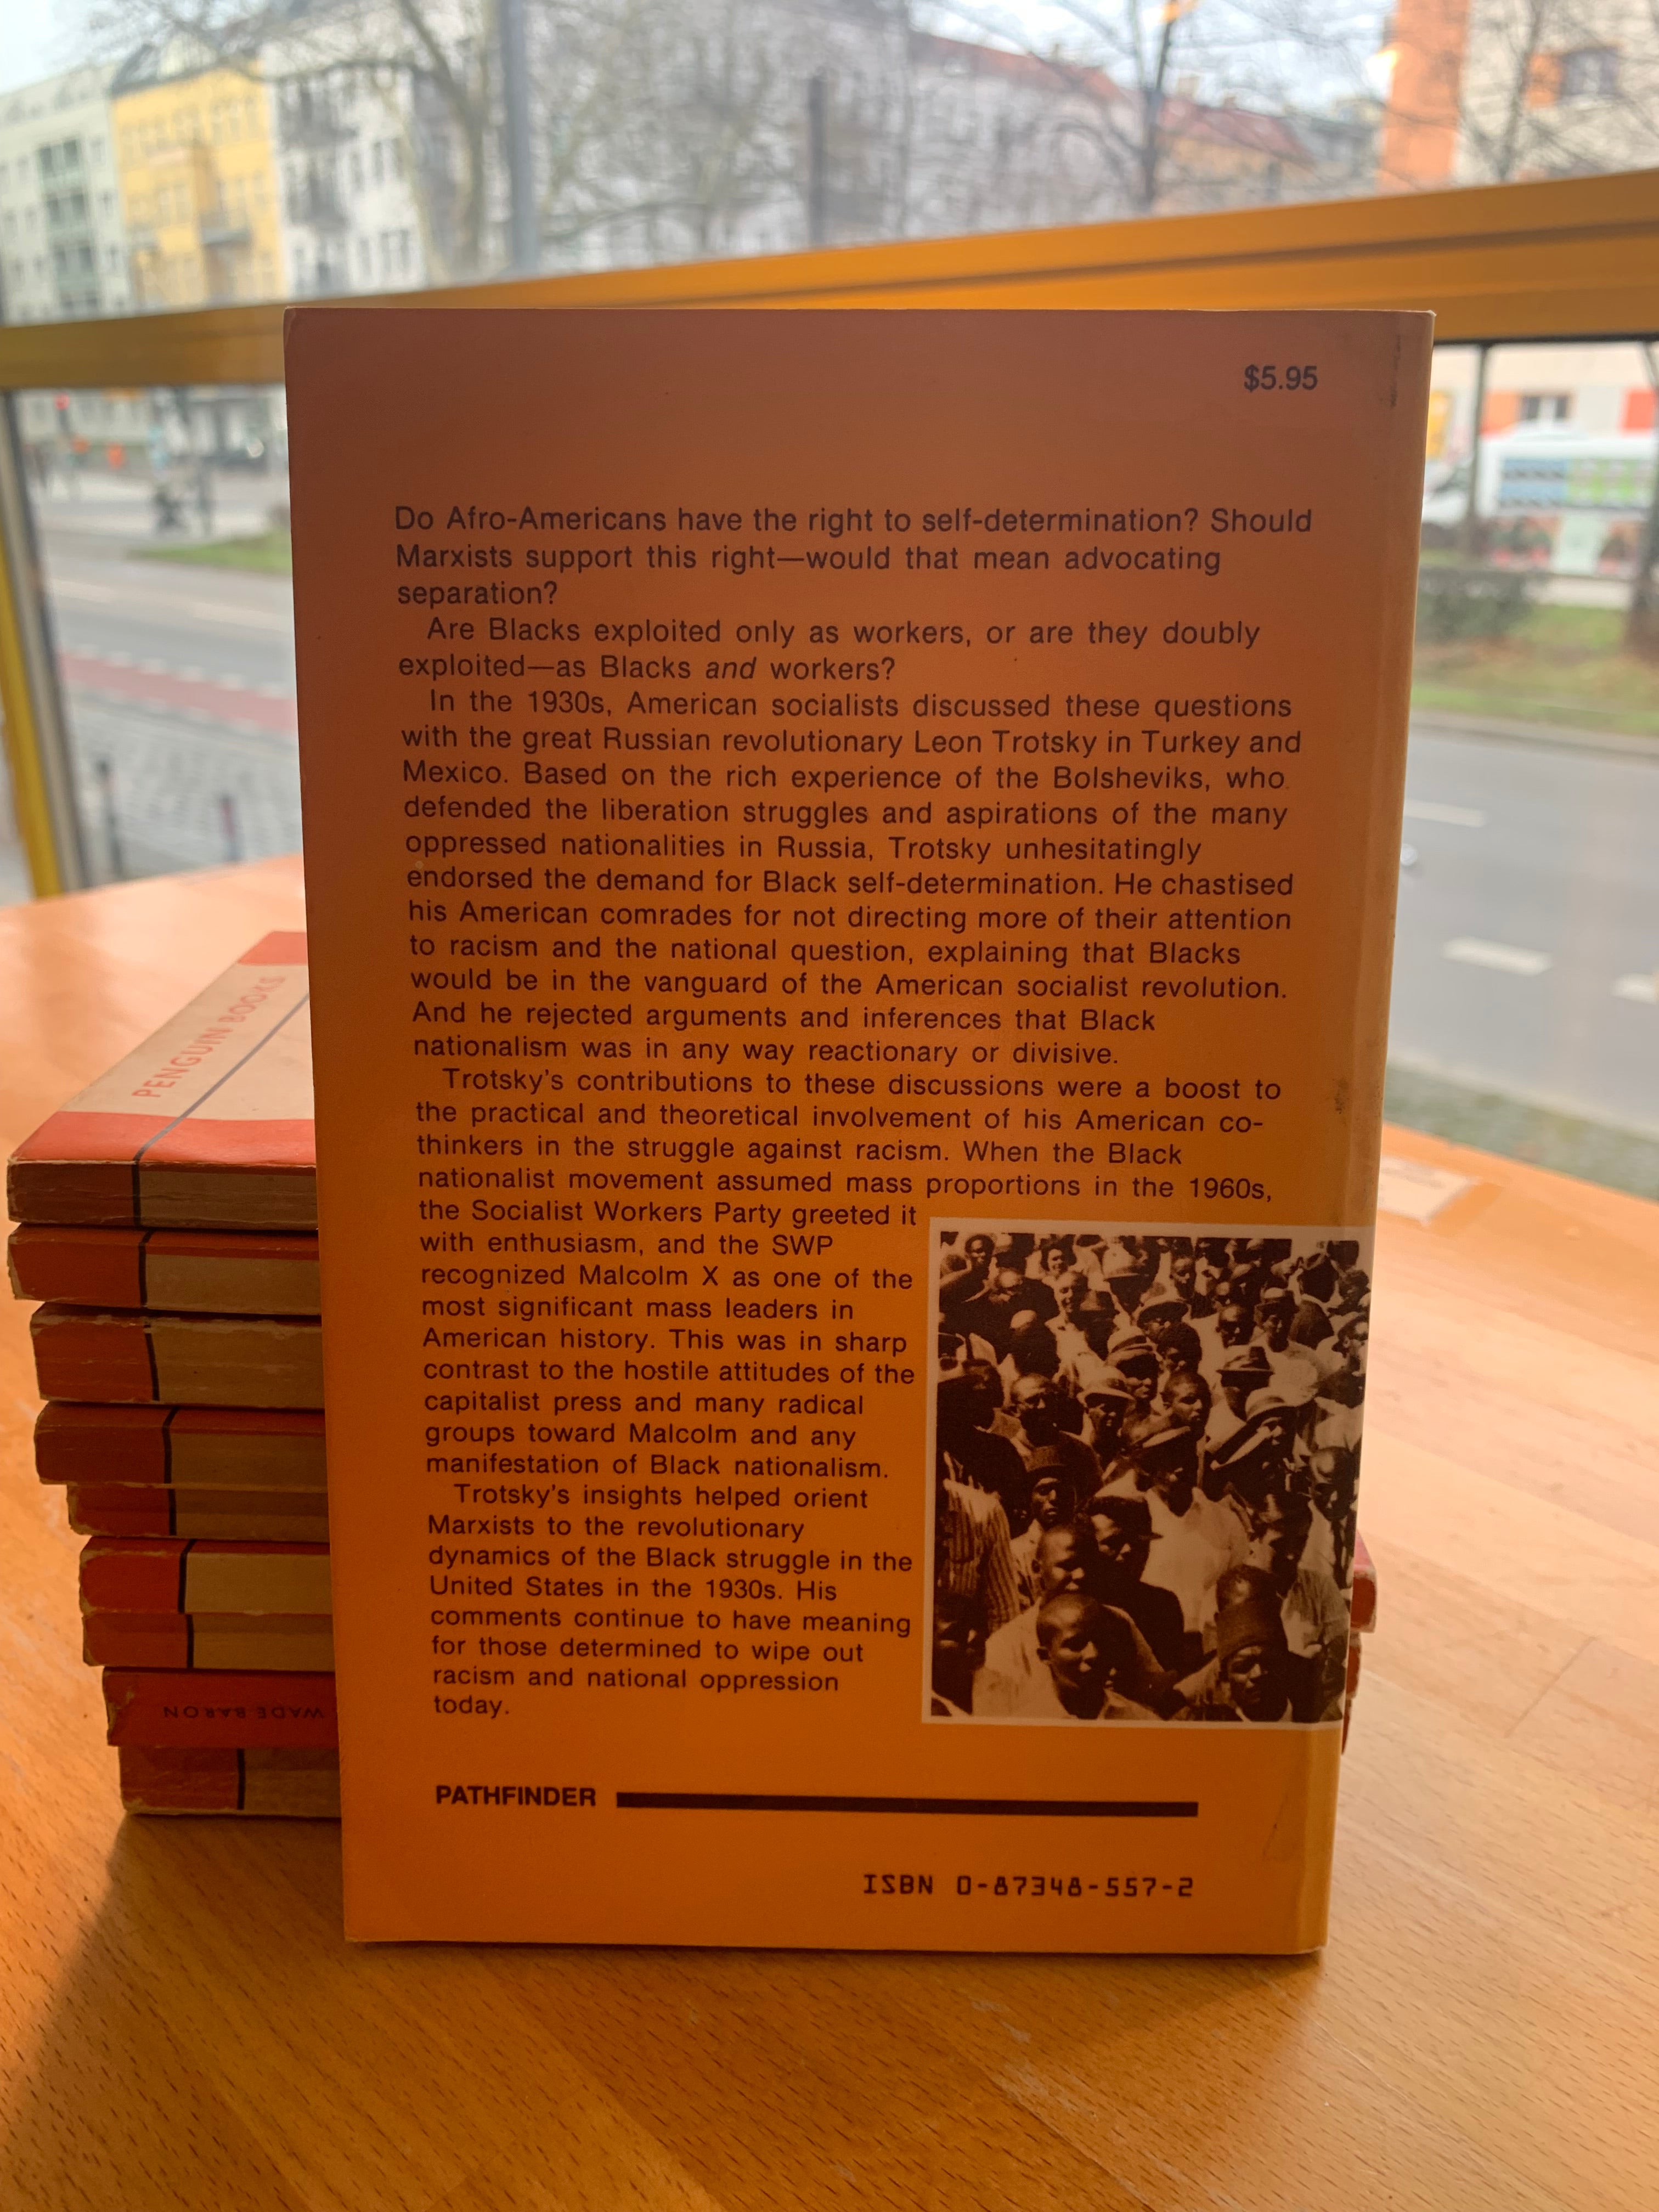 $5.95
Do Afro-Americans have the right to self-determination? Should
Marxists support this right—would that mean advocating
separation?
Are Blacks exploited only as workers, or are they doubly
exploited—as Blacks and workers?
In the 1930s, American socialists discussed these questions
with the great Russian revolutionary Leon Trotsky in Turkey and
Mexico. Based on the rich experience of the Bolsheviks, who
defended the liberation struggles and aspirations of the many
oppressed nationalities in Russia, Trotsky unhesitatingly
endorsed the demand for Black self-determination. He chastised
his American comrades for not directing more of their attention
to racism and the national question, explaining that Blacks
would be in the vanguard of the American socialist revolution.
And he rejected arguments and inferences that Black
nationalism was in any way reactionary or divisive.
Trotsky's contributions to these discussions were a boost to
the practical and theoretical involvement of his American co-
thinkers in the struggle against racism. When the Black
nationalist movement assumed mass proportions in the 1960s,
the Socialist Workers Party greeted it
with enthusiasm, and the SWP
recognized Malcolm X as one of the
most significant mass leaders in
American history. This was in sharp
contrast to the hostile attitudes of the
capitalist press and many radical
groups toward Malcolm and any
manifestation of Black nationalism.
Trotsky's insights helped orient
Marxists to the revolutionary
dynamics of the Black struggle in the
United States in the 1930s. His
comments continue to have meaning
for those determined to wipe out
racism and national oppression
today.
PATHFINDER
ISBN 0-87348-557-2
PENGUIN BOOKS
WADE BARON